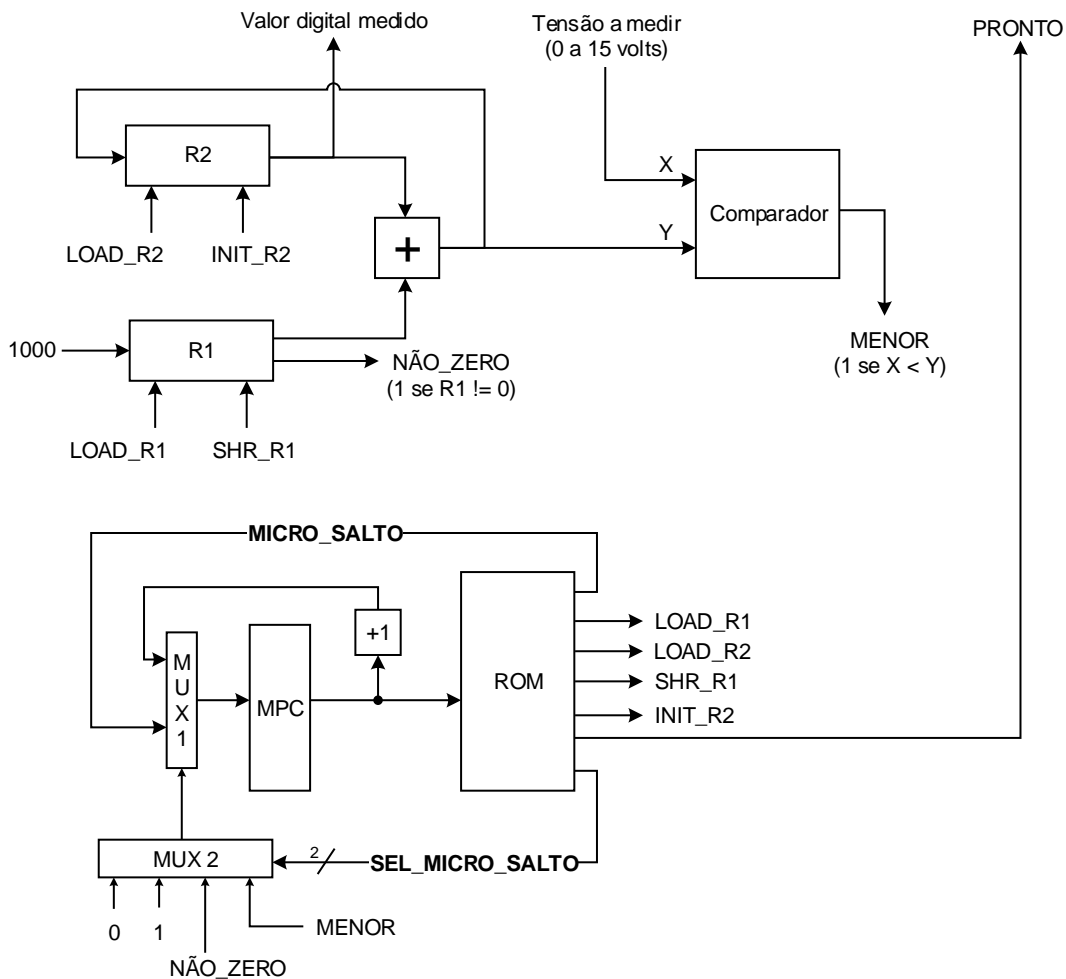 Valor digital medido
Tensão a medir
(0 a 15 volts)
PRONTO
R2
X
Comparador
LOAD_R2
INIT_R2
+
Y
1000
R1
NÃO_ZERO
(1 se R1 != 0)
MENOR
(1 se X < Y)
LOAD_R1
SHR_R1
MICRO_SALTO
+1
LOAD_R1
LOAD_R2
SHR_R1
INIT_R2
MUX1
MPC
ROM
MUX 2
2
SEL_MICRO_SALTO
0
1
MENOR
NÃO_ZERO